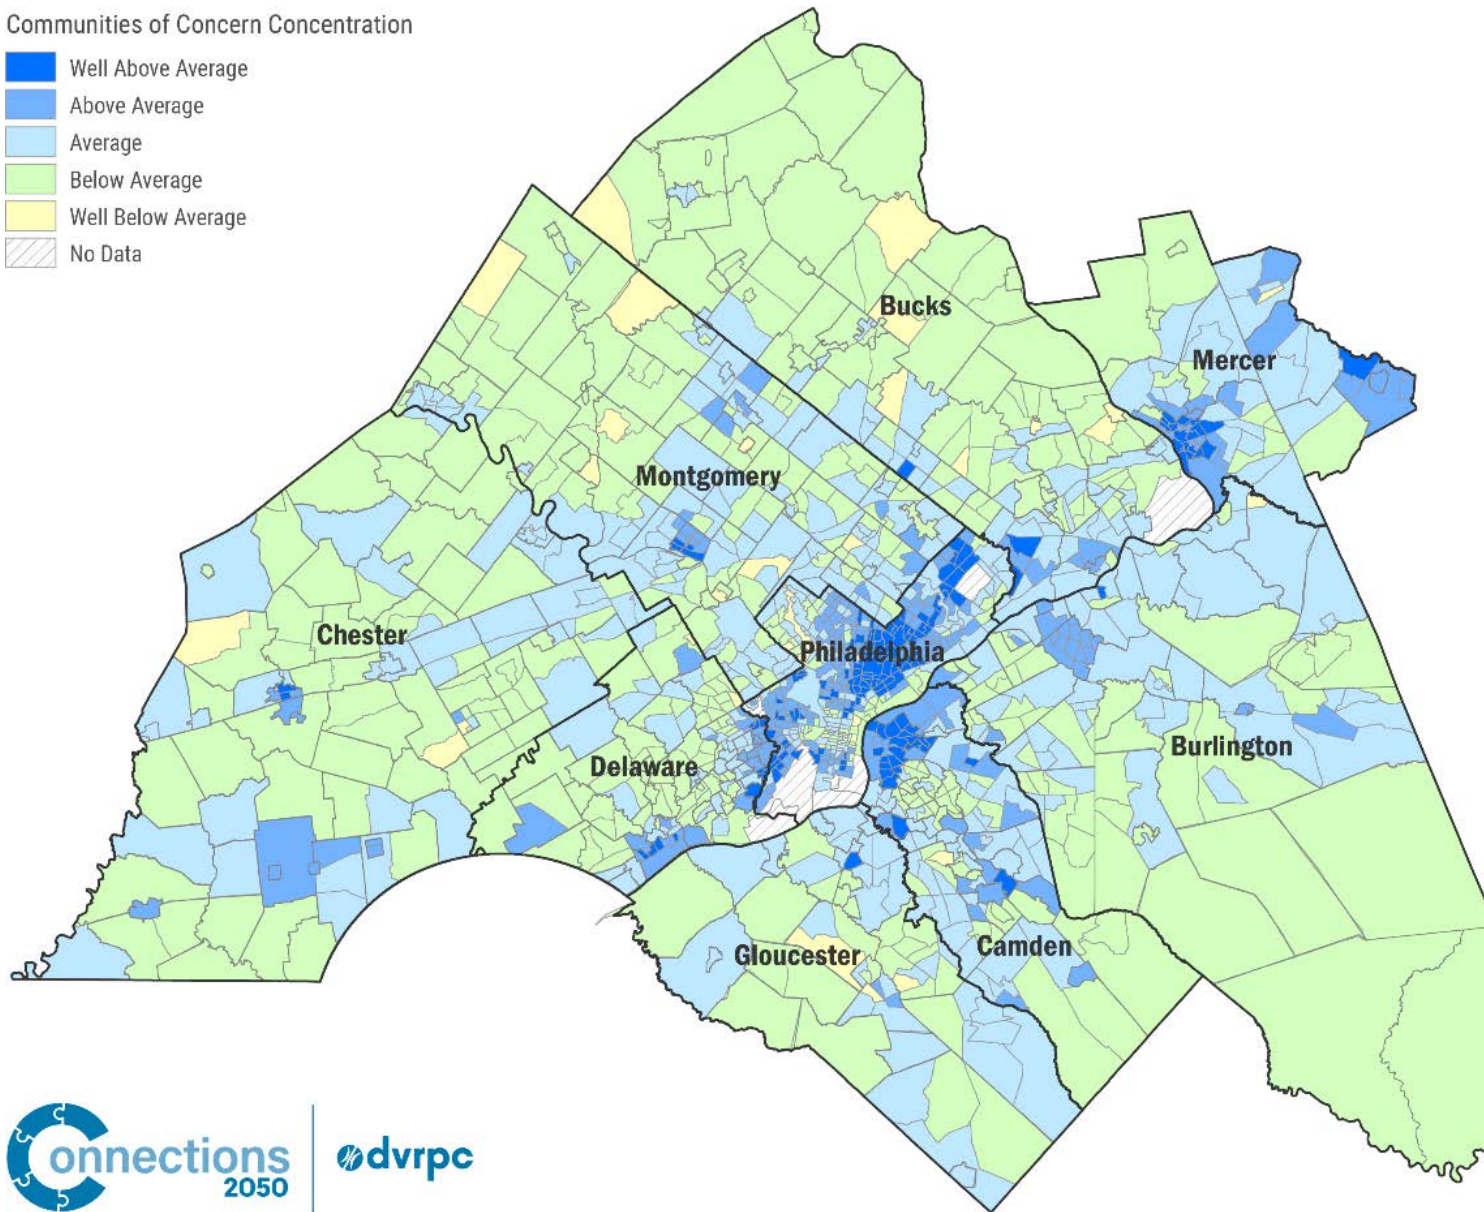 Communities of Concern Concentration
Well Above Average
Above Average
Average
Below Average
Well Below Average
No Data
Bucks
Mercer
Montgomery
Chester
Philadelphia
Burlington
Delaware
Gloucester
Camden
Connections
2050
dvrpc